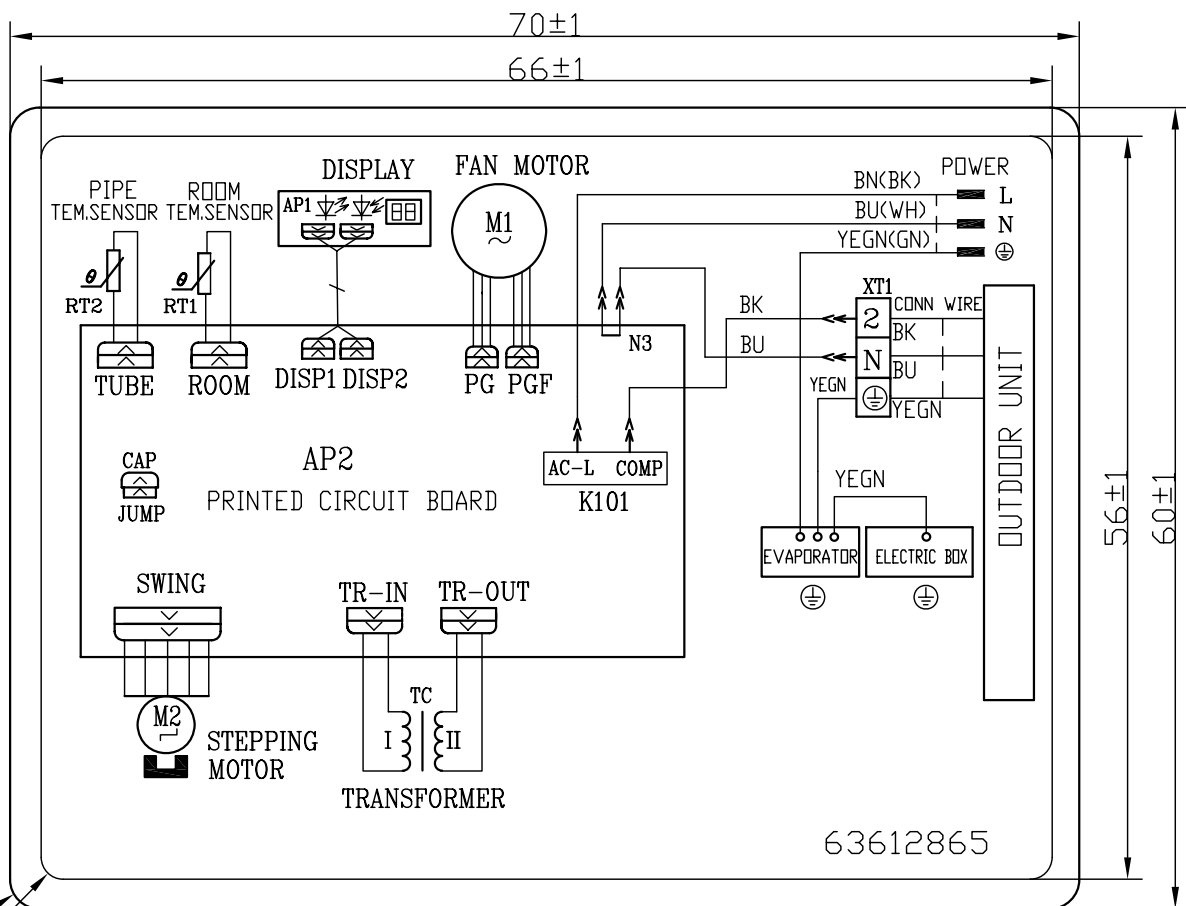 70±1
66±1
DISPLAY
FAN MOTOR
POWER
PIPE
TEM.SENSOR
ROOM
TEM.SENSOR
AP1
M1
~
BN(BK)
L
BU(WH)
N
YEGN(GN)
θ
RT2
θ
RT1
XT1
BK
2
CONN WIRE
BK
N3
BU
N
BU
YEGN
YEGN
TUBE
ROOM
DISP1
DISP2
PG
PGF
OUTDOOR UNIT
CAP
JUMP
AP2
PRINTED CIRCUIT BOARD
AC-L
COMP
K101
YEGN
EVAPORATOR
ELECTRIC BOX
56±1
60±1
SWING
TR-IN
TR-OUT
M2
STEPPING
MOTOR
TC
I
II
TRANSFORMER
63612865